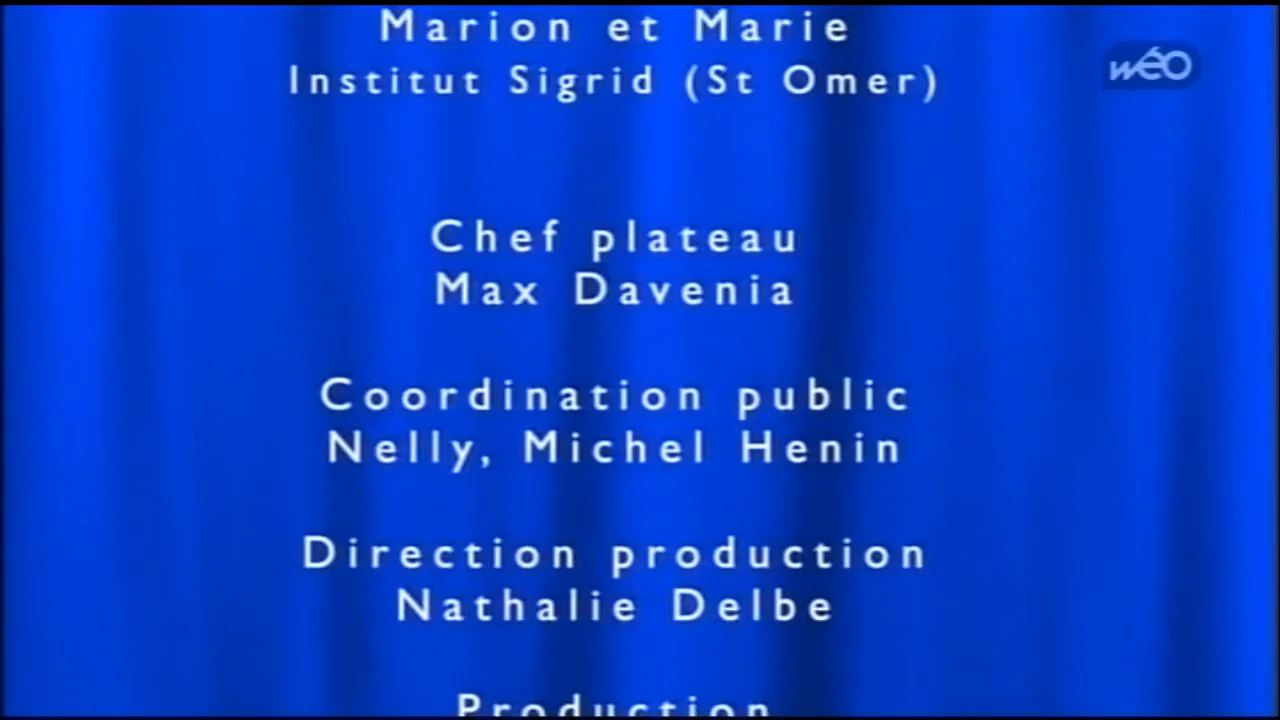 Marion et Marie
wéo
Institut Sigrid (St Omer)
Chef plateau
Max Davenia
Coordination public
Nelly, Michel Henin
Direction production
Nathalie Delbe
Production